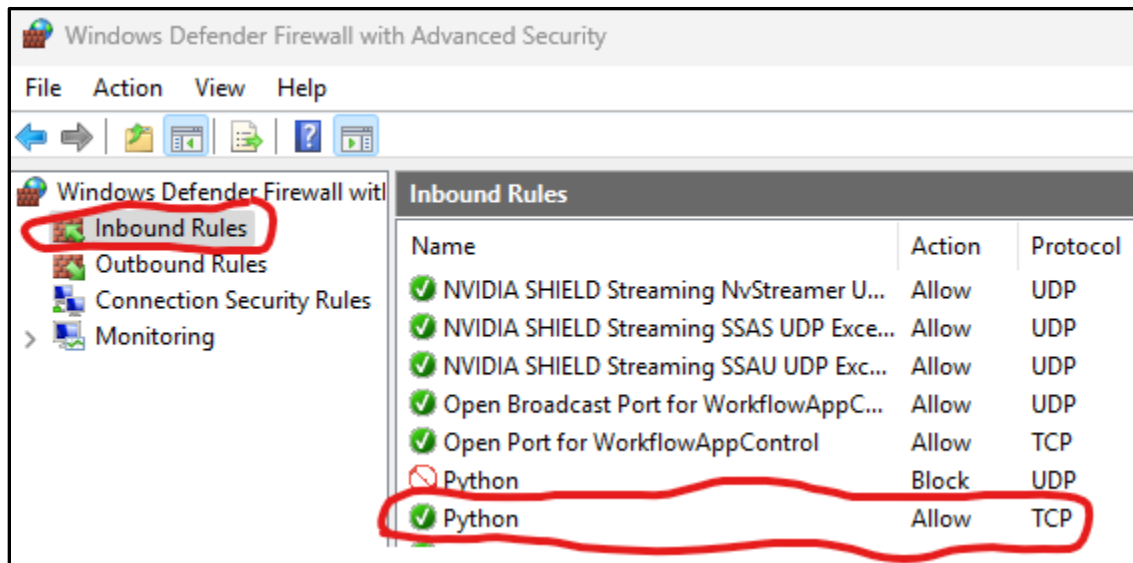 Windows Defender Firewall with Advanced Security
File Action View Help
Windows Defender Firewall witl
Inbound Rules
Outbound Rules
Connection Security Rules
Monitoring
Inbound Rules
Name Action Protocol
NVIDIA SHIELD Streaming NvStreamer U... Allow UDP
NVIDIA SHIELD Streaming SSAS UDP Exce... Allow UDP
NVIDIA SHIELD Streaming SSAU UDP Exc... Allow UDP
Open Broadcast Port for WorkflowAppC... Allow UDP
Open Port for WorkflowAppControl Allow TCP
Python Block UDP
Python Allow TCP